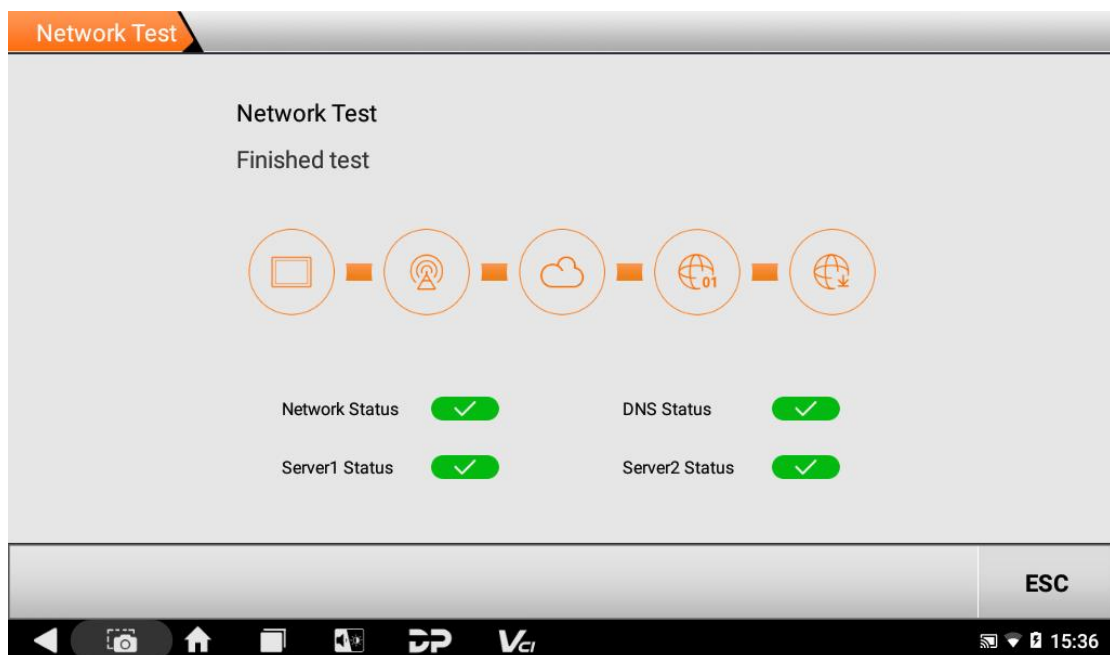 Network Test
Network Test
Finished test
01
Network Status
DNS Status
Server1 Status
Server2 Status
ESC
DP
VCI
15:36